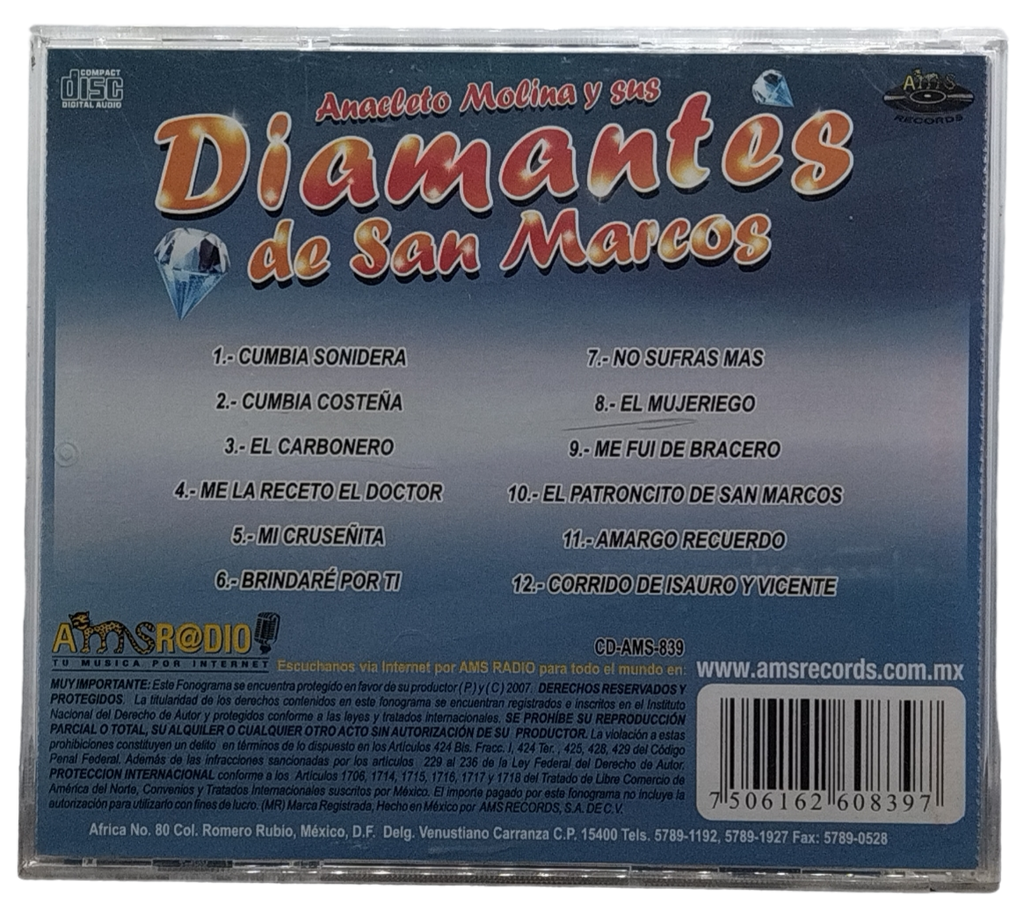 COMPACT
disc
DIGITAL AUDIO
Anacleto Molina y sus
Diamantes
de San Marcos
AMS
RECORDS
1.- CUMBIA SONIDERA
2.- CUMBIA COSTEÑA
3.- EL CARBONERO
4.- ME LA RECETO EL DOCTOR
5.- MI CRUSEÑITA
6.- BRINDARÉ POR TI
7.- NO SUFRAS MAS
8.- EL MUJERIEGO
9.- ME FUI DE BRACERO
10.- EL PATRONCITO DE SAN MARCOS
11.- AMARGO RECUERDO
12.- CORRIDO DE ISAURO Y VICENTE
AMSR@DIO
TU MUSICA POR INTERNET
CD-AMS-839
Escuchanos via Internet por AMS RADIO para todo el mundo en: www.amsrecords.com.mx
MUY IMPORTANTE: Este Fonograma se encuentra protegido en favor de su productor ( P ) y ( C ) 2007. DERECHOS RESERVADOS Y
PROTEGIDOS. La titularidad de los derechos contenidos en este fonograma se encuentran registrados e inscritos en el Instituto
Nacional del Derecho de Autor y protegidos conforme a las leyes y tratados internacionales. SE PROHÍBE SU REPRODUCCIÓN
PARCIAL O TOTAL, SU ALQUILER O CUALQUIER OTRO ACTO SIN AUTORIZACIÓN DE SU PRODUCTOR. La violación a estas
prohibiciones constituyen un delito en términos de lo dispuesto en los Artículos 424 Bis. Fracc. I, 424 Ter. , 425, 428, 429 del Código
Penal Federal. Además de las infracciones sancionadas por los artículos 229 al 236 de la Ley Federal del Derecho de Autor.
PROTECCION INTERNACIONAL conforme a los Artículos 1706, 1714, 1715, 1716, 1717 y 1718 del Tratado de Libre Comercio de
América del Norte, Convenios y Tratados Internacionales suscritos por México. El importe pagado por este fonograma no incluye la
autorización para utilizarlo con fines de lucro. (MR) Marca Registrada, Hecho en México por AMS RECORDS, S.A. DE C.V.
7 506162 608397
Africa No. 80 Col. Romero Rubio, México, D.F. Delg. Venustiano Carranza C.P. 15400 Tels. 5789-1192, 5789-1927 Fax: 5789-0528